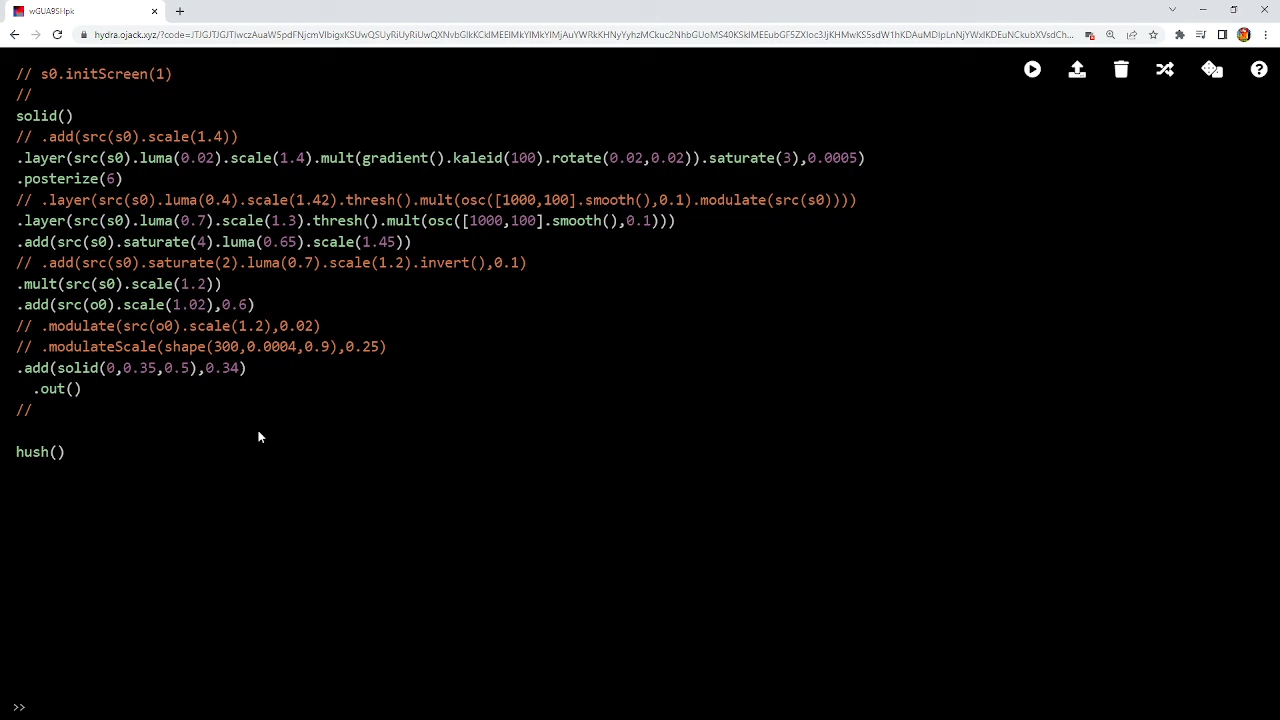 wGUA9SHpk
// s0.initScreen(1)
//
solid()
// .add(src(s0).scale(1.4))
.layer(src(s0).luma(0.02).scale(1.4).mult(gradient().kaleid(100).rotate(0.02,0.02)).saturate(3),0.0005)
.posterize(6)
// .layer(src(s0).luma(0.4).scale(1.42).thresh().mult(osc([1000,100].smooth(),0.1).modulate(src(s0))))
.layer(src(s0).luma(0.7).scale(1.3).thresh().mult(osc([1000,100].smooth(),0.1)))
.add(src(s0).saturate(4).luma(0.65).scale(1.45))
// .add(src(s0).saturate(2).luma(0.7).scale(1.2).invert(),0.1)
.mult(src(s0).scale(1.2))
.add(src(o0).scale(1.02),0.6)
// .modulate(src(o0).scale(1.2),0.02)
// .modulateScale(shape(300,0.0004,0.9),0.25)
.add(solid(0,0.35,0.5),0.34)
.out()
//
hush()
>>